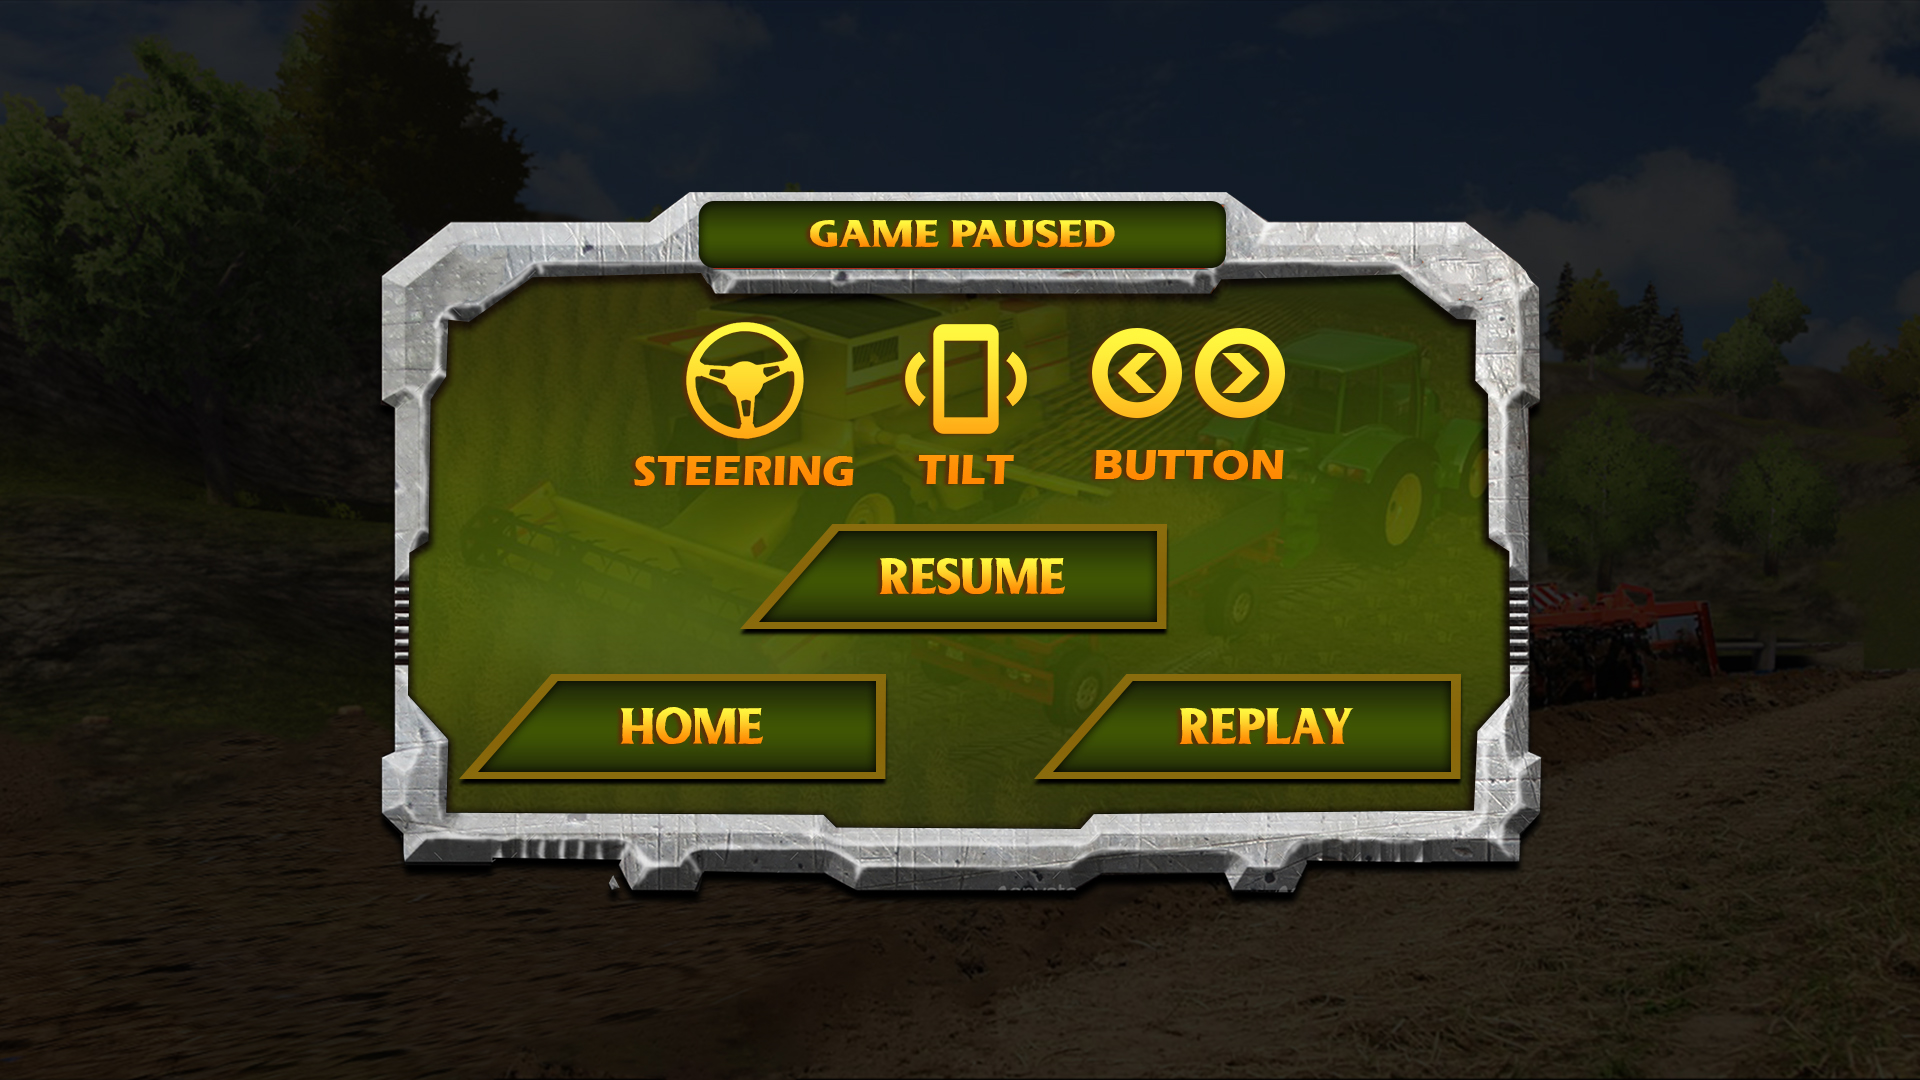 GAME PAUSED
STEERING
TILT
BUTTON
RESUME
HOME
REPLAY